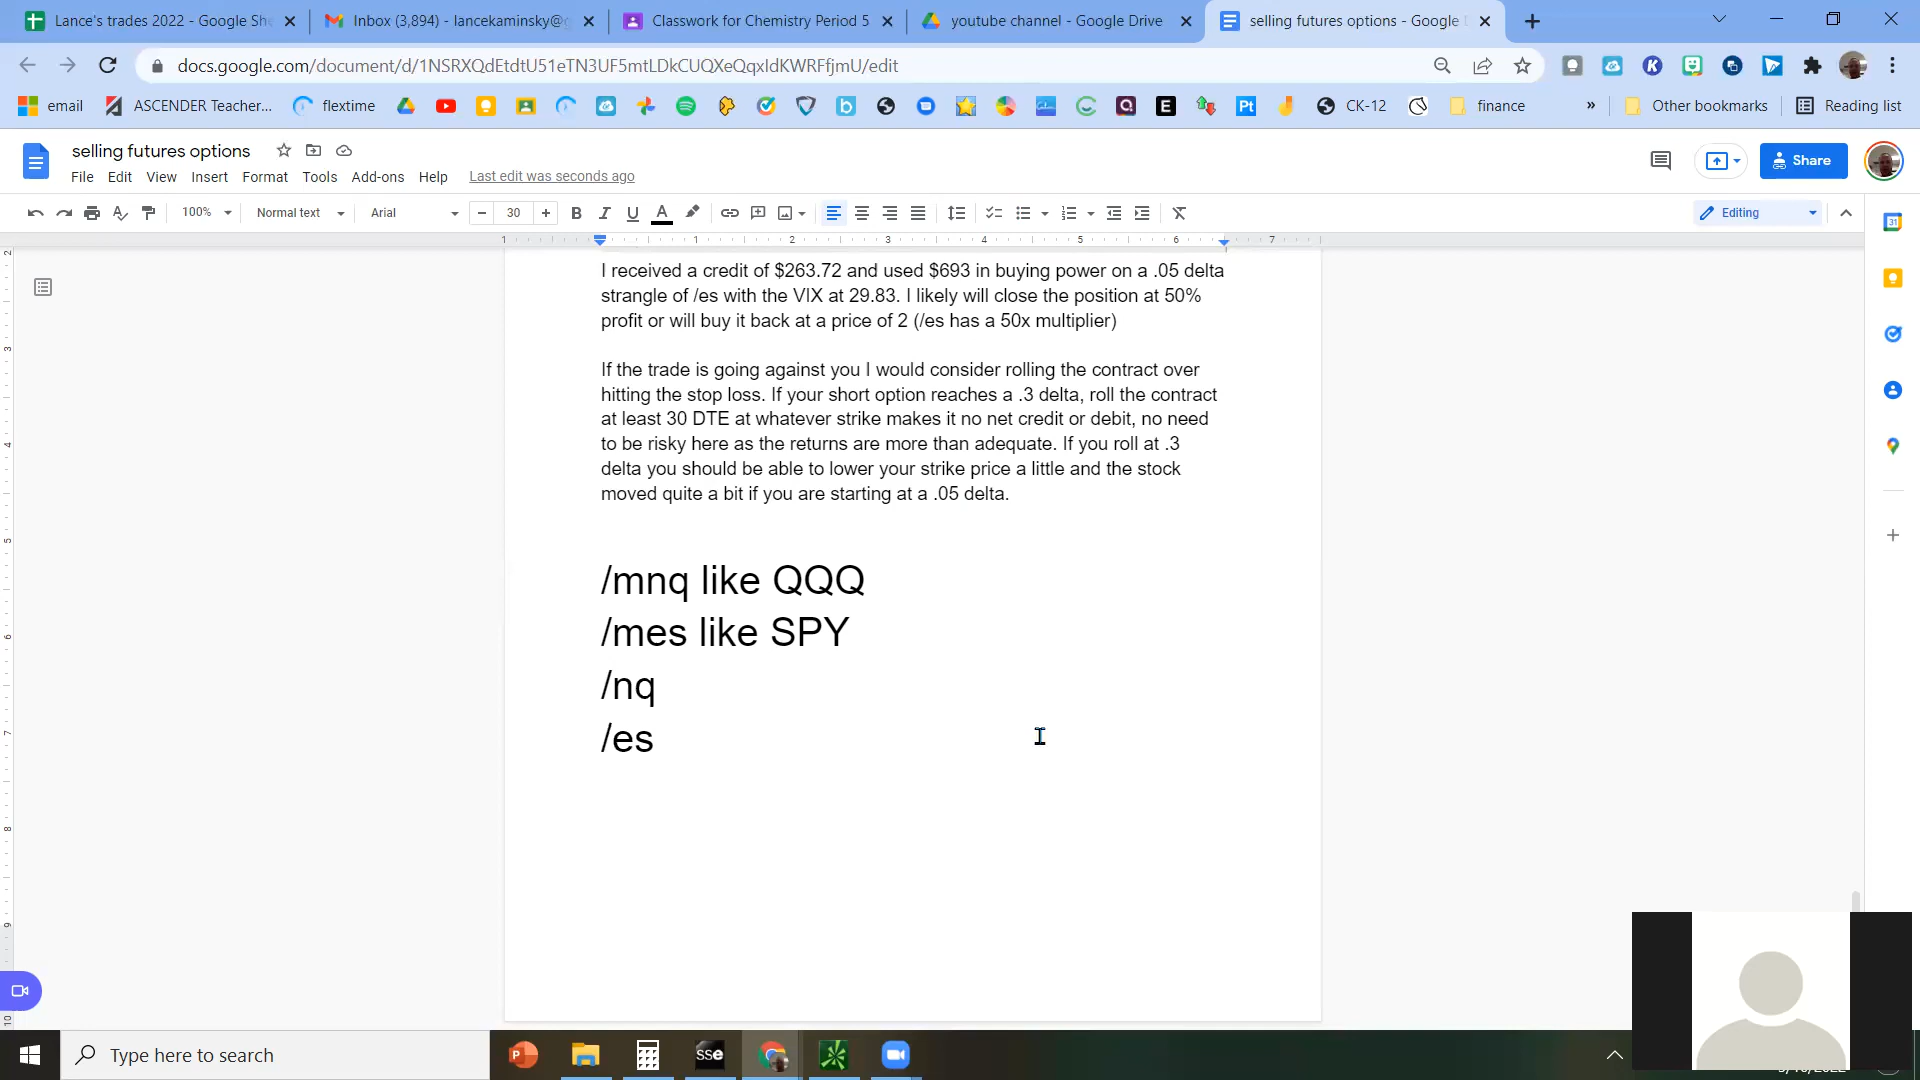 Lance's trades 2022 - Google She
Inbox (3,894) - lancekaminsky@g
Classwork for Chemistry Period 5
youtube channel - Google Drive
selling futures options - Google D
docs.google.com/document/d/1NSRXQdEtdtU51eTN3UF5mtLDkCUQXeQqxIdKWRFfjmU/edit
email
ASCENDER Teacher...
flextime
CK-12
finance
»
Other bookmarks
Reading list
selling futures options
File Edit View Insert Format Tools Add-ons Help Last edit was seconds ago
Share
100% Normal text Arial 30 Editing
1 1 2 3 4 5 6 7
I received a credit of $263.72 and used $693 in buying power on a .05 delta
strangle of /es with the VIX at 29.83. I likely will close the position at 50%
profit or will buy it back at a price of 2 (/es has a 50x multiplier)
If the trade is going against you I would consider rolling the contract over
hitting the stop loss. If your short option reaches a .3 delta, roll the contract
at least 30 DTE at whatever strike makes it no net credit or debit, no need
to be risky here as the returns are more than adequate. If you roll at .3
delta you should be able to lower your strike price a little and the stock
moved quite a bit if you are starting at a .05 delta.
/mnq like QQQ
/mes like SPY
/nq
/es
Type here to search